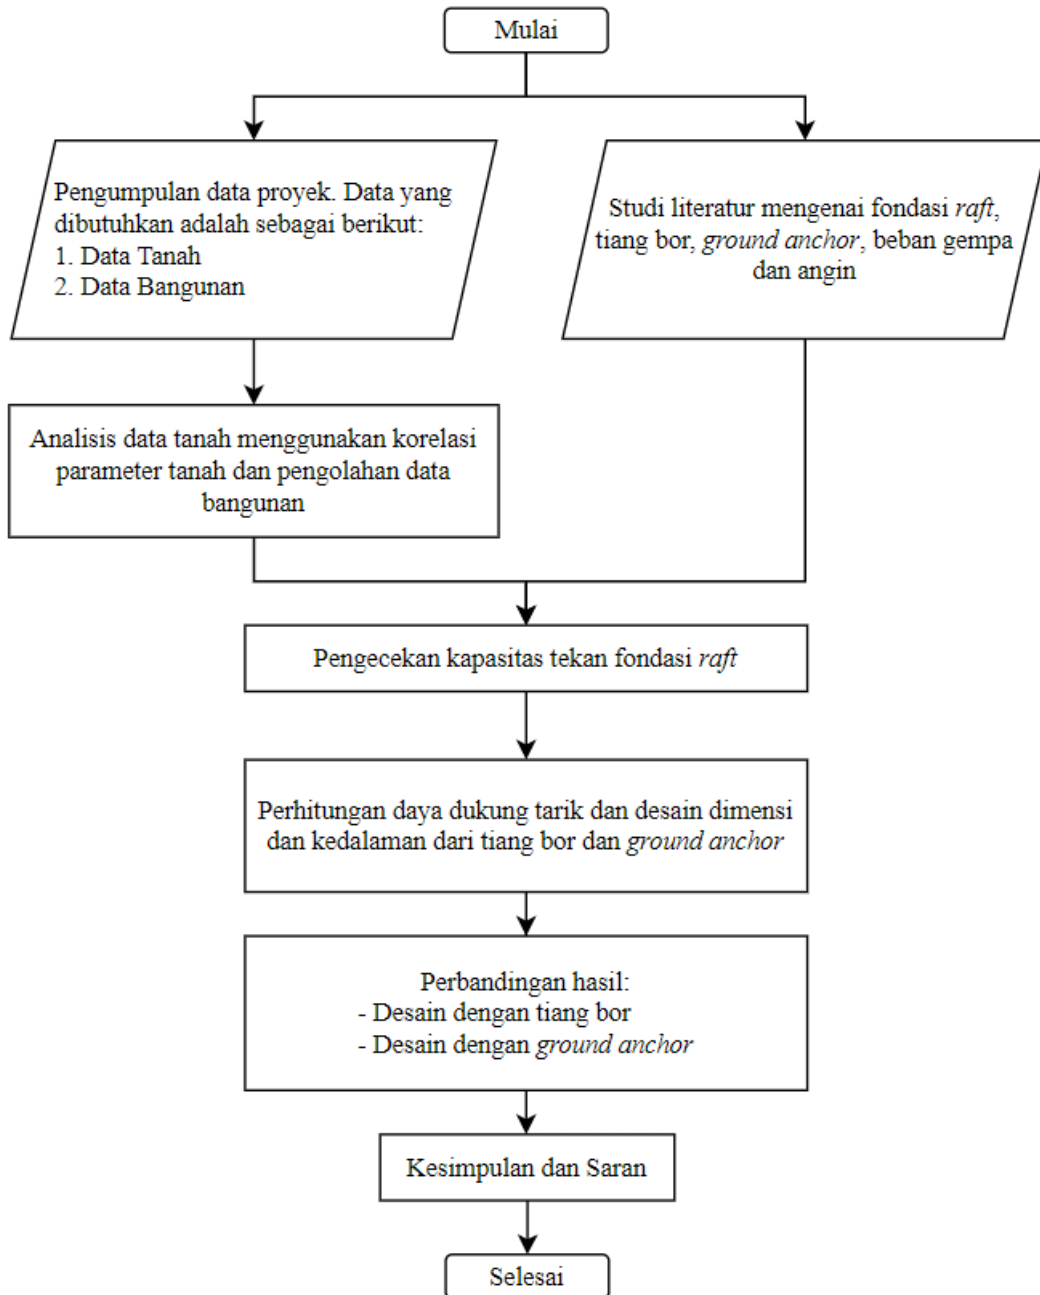 Mulai
Pengumpulan data proyek. Data yang
dibutuhkan adalah sebagai berikut:
1. Data Tanah
2. Data Bangunan
Studi literatur mengenai fondasi raft,
tiang bor, ground anchor, beban gempa
dan angin
Analisis data tanah menggunakan korelasi
parameter tanah dan pengolahan data
bangunan
Pengecekan kapasitas tekan fondasi raft
Perhitungan daya dukung tarik dan desain dimensi
dan kedalaman dari tiang bor dan ground anchor
Perbandingan hasil:
- Desain dengan tiang bor
- Desain dengan ground anchor
Kesimpulan dan Saran
Selesai